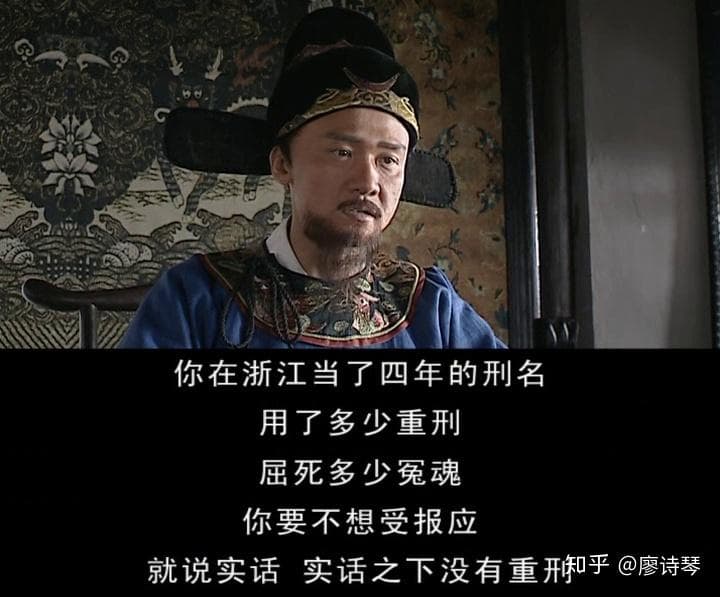 你在浙江当了四年的刑名
用了多少重刑
屈死多少冤魂
你要不想受报应
就说实话 实话之下没有重刑
知乎 @廖诗琴